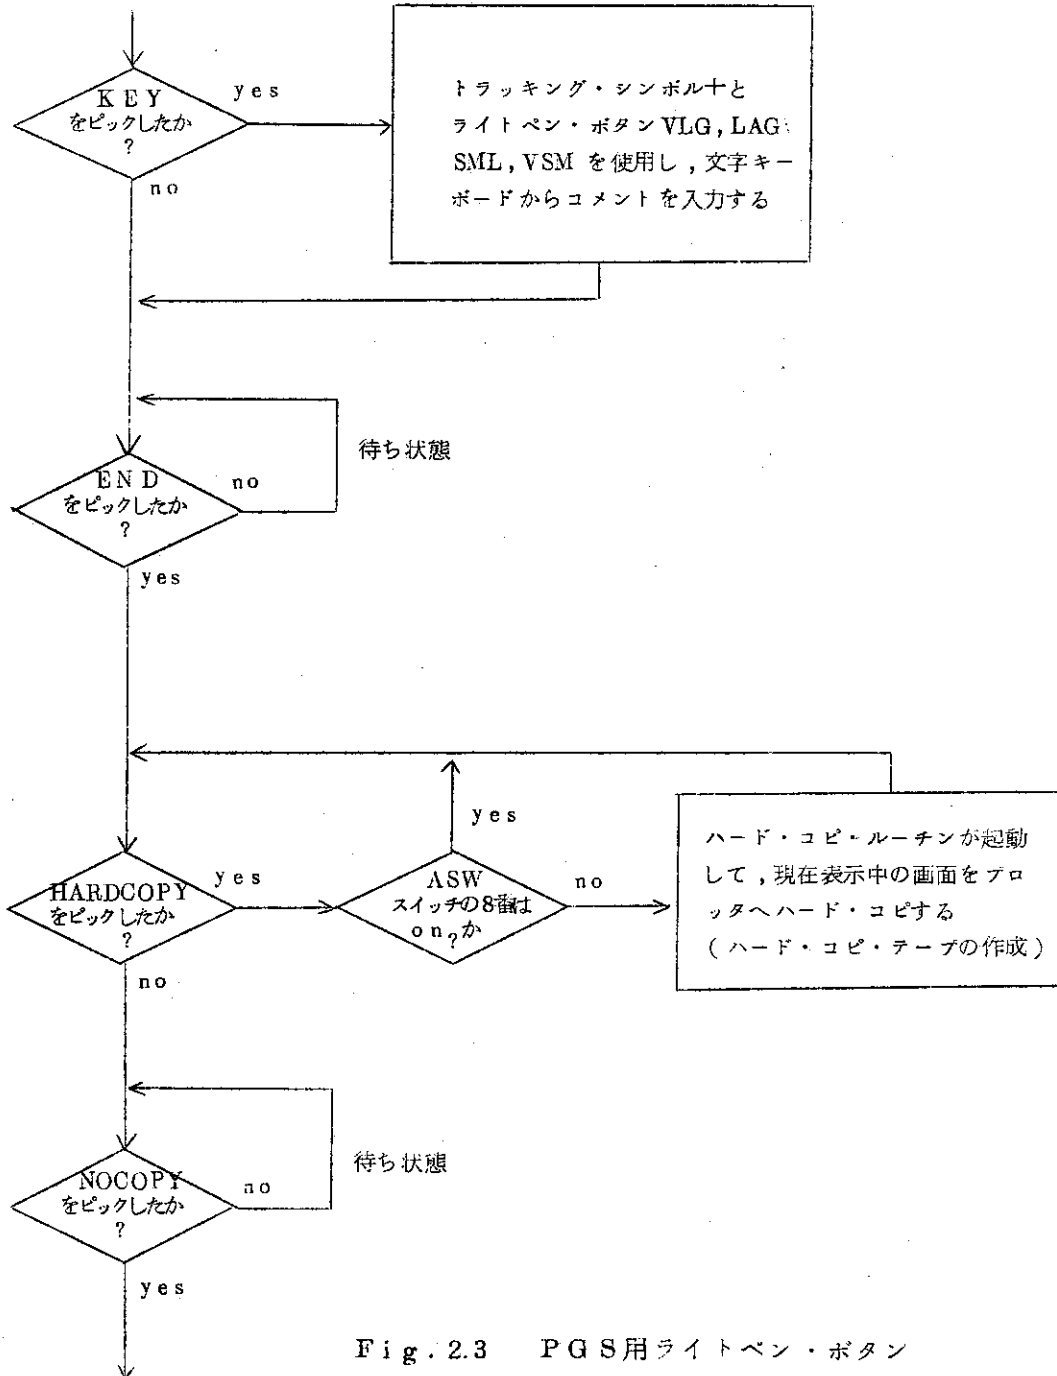 KEY
をピックしたか
?
yes
no
トラッキング・シンボル十と
ライトペン・ボタンVLG,LAG
SML,VSMを使用し,文字キー
ボードからコメントを入力する
待ち状態
END
をピックしたか
?
no
yes
HARDCOPY
をピックしたか
?
yes
no
ASW
スイッチの8番は
onか
?
yes
no
ハード・コピ・ルーチンが起動
して,現在表示中の画面をプロ
ッタへハード・コピする
(ハード・コピ・テープの作成)
待ち状態
NOCOPY
をピックしたか
?
no
yes
Fig.2.3 PGS用ライトペン・ボタン